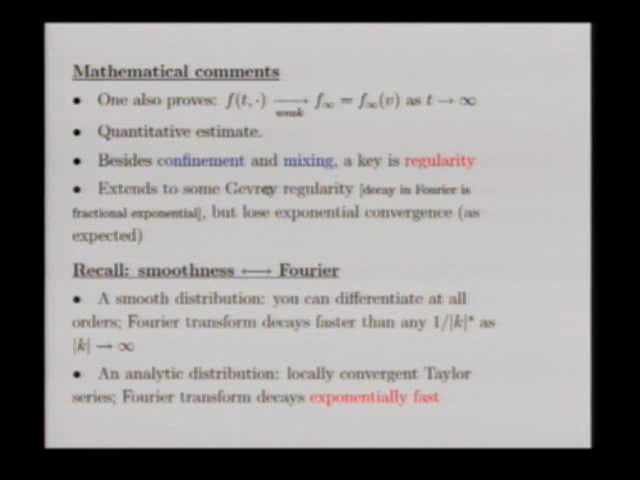 Mathematical comments
• One also proves: f(t, ·) ⟶ f∞ = f∞(v) as t → ∞
weak
• Quantitative estimate.
• Besides confinement and mixing, a key is regularity
• Extends to some Gevrey regularity [decay in Fourier is
fractional exponential], but lose exponential convergence (as
expected)
Recall: smoothness ⟷ Fourier
• A smooth distribution: you can differentiate at all
orders; Fourier transform decays faster than any 1/|k|ˢ as
|k| → ∞
• An analytic distribution: locally convergent Taylor
series; Fourier transform decays exponentially fast